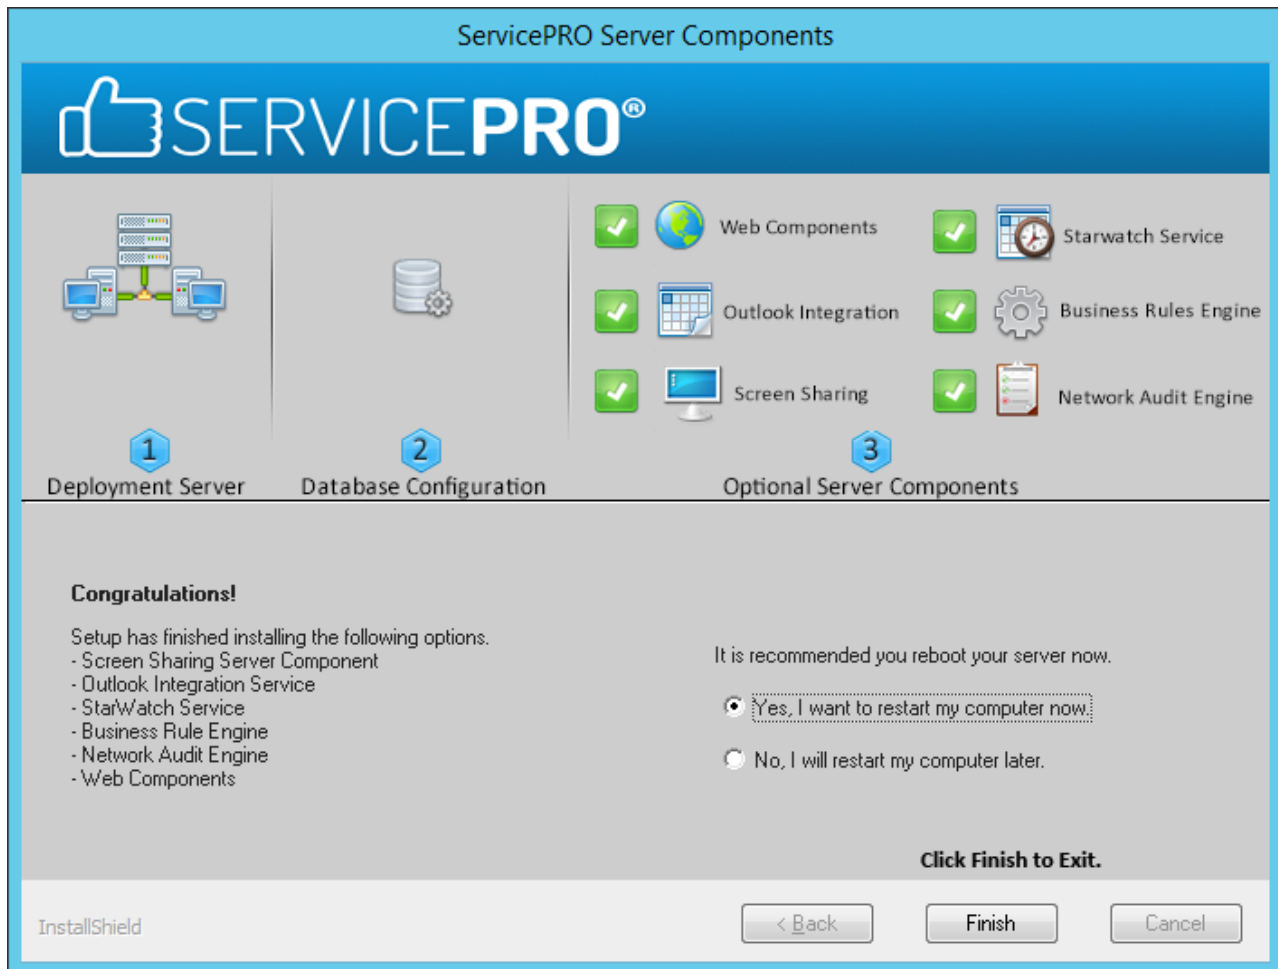 ServicePRO Server Components
SERVICEPRO®
Web Components
Starwatch Service
Outlook Integration
Business Rules Engine
Screen Sharing
Network Audit Engine
1
2
3
Deployment Server
Database Configuration
Optional Server Components
Congratulations!
Setup has finished installing the following options.
- Screen Sharing Server Component
- Outlook Integration Service
- StarWatch Service
- Business Rule Engine
- Network Audit Engine
- Web Components
It is recommended you reboot your server now.
Yes, I want to restart my computer now.
No, I will restart my computer later.
Click Finish to Exit.
InstallShield
< Back
Finish
Cancel